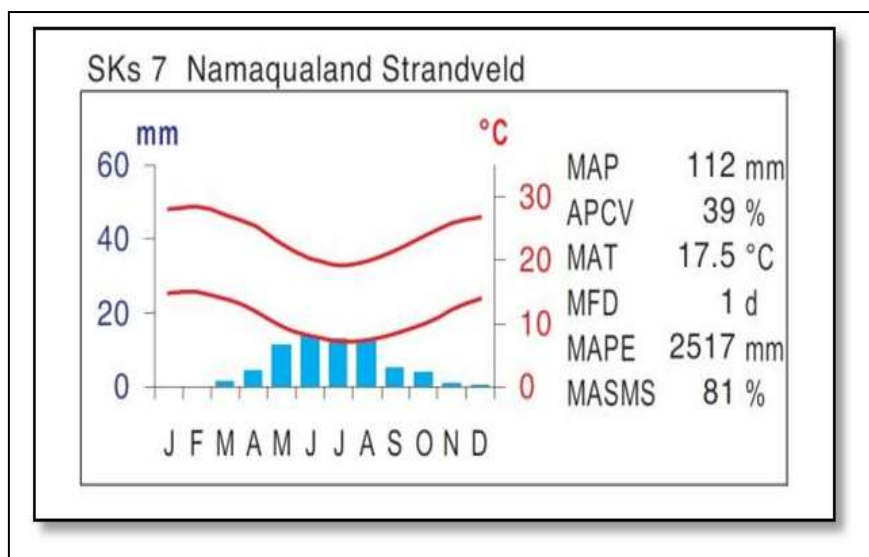 SKs 7 Namaqualand Strandveld
mm °C
60
40
20
0
30
20
10
0
J F M A M J J A S O N D
MAP 112 mm
APCV 39 %
MAT 17.5 °C
MFD 1 d
MAPE 2517 mm
MASMS 81 %